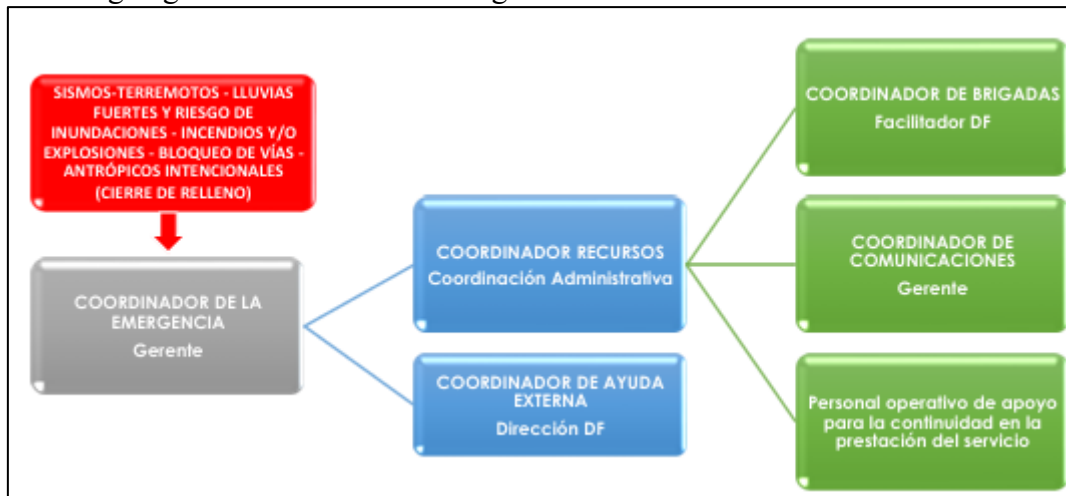 SISMOS-TERREMOTOS - LLUVIAS
FUERTES Y RIESGO DE
INUNDACIONES - INCENDIOS Y/O
EXPLOSIONES - BLOQUEO DE VÍAS -
ANTRÓPICOS INTENCIONALES
(CIERRE DE RELLENO)
COORDINADOR DE LA
EMERGENCIA
Gerente
COORDINADOR RECURSOS
Coordinación Administrativa
COORDINADOR DE AYUDA
EXTERNA
Dirección DF
COORDINADOR DE BRIGADAS
Facilitador DF
COORDINADOR DE
COMUNICACIONES
Gerente
Personal operativo de apoyo
para la continuidad en la
prestación del servicio